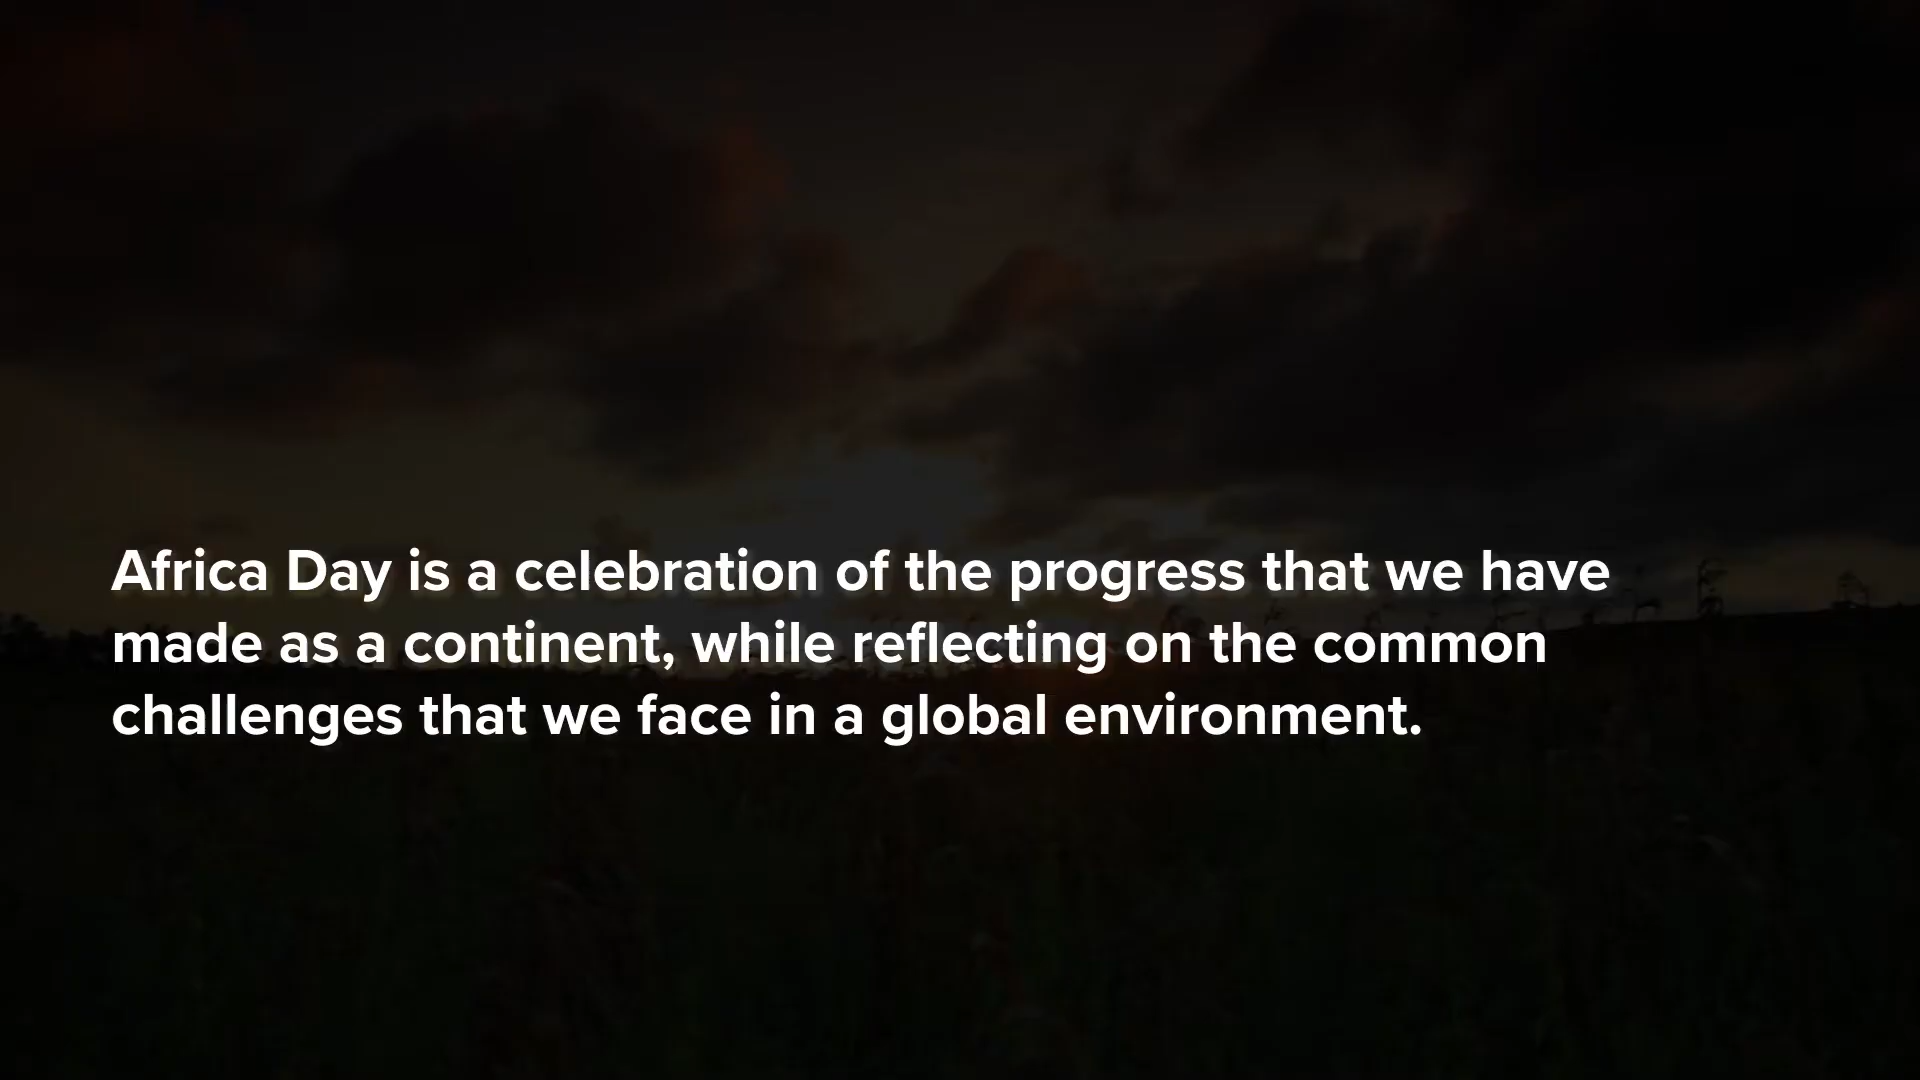 Africa Day is a celebration of the progress that we have
made as a continent, while reflecting on the common
challenges that we face in a global environment.